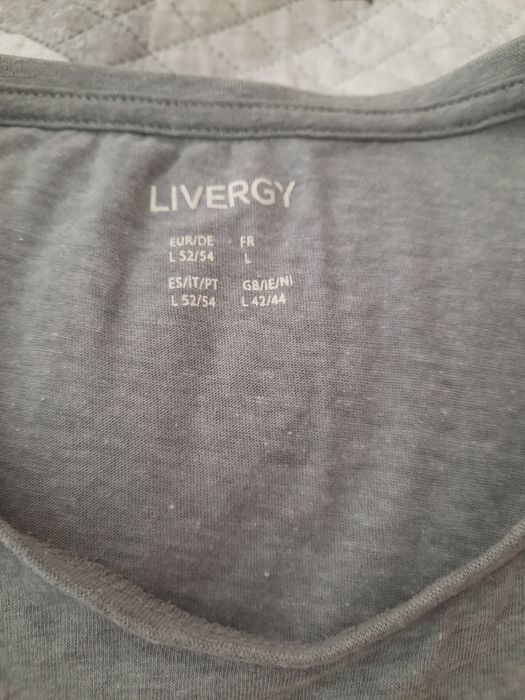 LIVERGY
EUR/DE FR
L 52/54 L
ES/IT/PT GB/IE/NI
L 52/54 L 42/44